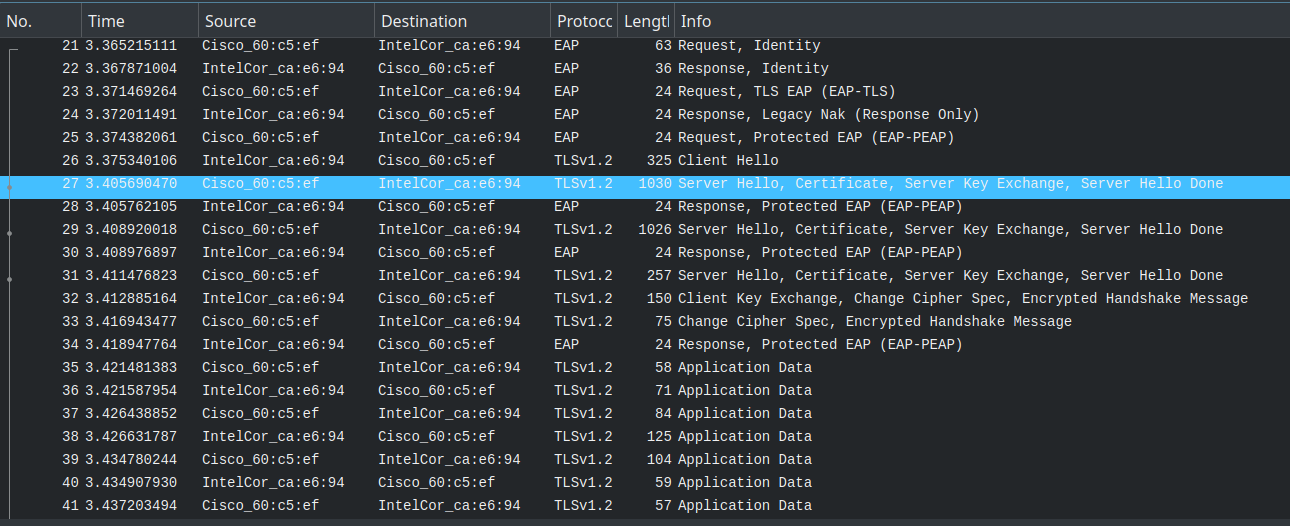 No. Time Source Destination Protocc Lengtl Info
21 3.365215111 Cisco_60:c5:ef IntelCor_ca:e6:94 EAP 63 Request, Identity
22 3.367871004 IntelCor_ca:e6:94 Cisco_60:c5:ef EAP 36 Response, Identity
23 3.371469264 Cisco_60:c5:ef IntelCor_ca:e6:94 EAP 24 Request, TLS EAP (EAP-TLS)
24 3.372011491 IntelCor_ca:e6:94 Cisco_60:c5:ef EAP 24 Response, Legacy Nak (Response Only)
25 3.374382061 Cisco_60:c5:ef IntelCor_ca:e6:94 EAP 24 Request, Protected EAP (EAP-PEAP)
26 3.375340106 IntelCor_ca:e6:94 Cisco_60:c5:ef TLSv1.2 325 Client Hello
27 3.405690470 Cisco_60:c5:ef IntelCor_ca:e6:94 TLSv1.2 1030 Server Hello, Certificate, Server Key Exchange, Server Hello Done
28 3.405762105 IntelCor_ca:e6:94 Cisco_60:c5:ef EAP 24 Response, Protected EAP (EAP-PEAP)
29 3.408920018 Cisco_60:c5:ef IntelCor_ca:e6:94 TLSv1.2 1026 Server Hello, Certificate, Server Key Exchange, Server Hello Done
30 3.408976897 IntelCor_ca:e6:94 Cisco_60:c5:ef EAP 24 Response, Protected EAP (EAP-PEAP)
31 3.411476823 Cisco_60:c5:ef IntelCor_ca:e6:94 TLSv1.2 257 Server Hello, Certificate, Server Key Exchange, Server Hello Done
32 3.412885164 IntelCor_ca:e6:94 Cisco_60:c5:ef TLSv1.2 150 Client Key Exchange, Change Cipher Spec, Encrypted Handshake Message
33 3.416943477 Cisco_60:c5:ef IntelCor_ca:e6:94 TLSv1.2 75 Change Cipher Spec, Encrypted Handshake Message
34 3.418947764 IntelCor_ca:e6:94 Cisco_60:c5:ef EAP 24 Response, Protected EAP (EAP-PEAP)
35 3.421481383 Cisco_60:c5:ef IntelCor_ca:e6:94 TLSv1.2 58 Application Data
36 3.421587954 IntelCor_ca:e6:94 Cisco_60:c5:ef TLSv1.2 71 Application Data
37 3.426438852 Cisco_60:c5:ef IntelCor_ca:e6:94 TLSv1.2 84 Application Data
38 3.426631787 IntelCor_ca:e6:94 Cisco_60:c5:ef TLSv1.2 125 Application Data
39 3.434780244 Cisco_60:c5:ef IntelCor_ca:e6:94 TLSv1.2 104 Application Data
40 3.434907930 IntelCor_ca:e6:94 Cisco_60:c5:ef TLSv1.2 59 Application Data
41 3.437203494 Cisco_60:c5:ef IntelCor_ca:e6:94 TLSv1.2 57 Application Data